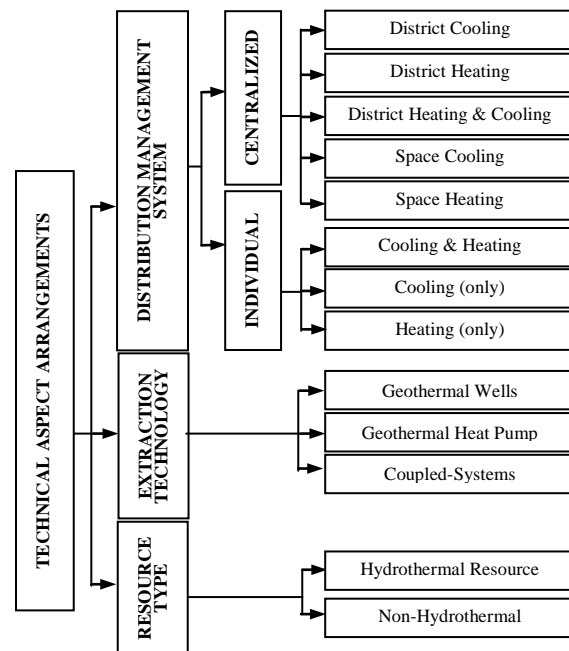 TECHNICAL ASPECT ARRANGEMENTS
DISTRIBUTION MANAGEMENT
SYSTEM
CENTRALIZED
District Cooling
District Heating
District Heating & Cooling
Space Cooling
Space Heating
INDIVIDUAL
Cooling & Heating
Cooling (only)
Heating (only)
EXTRACTION
TECHNOLOGY
Geothermal Wells
Geothermal Heat Pump
Coupled-Systems
RESOURCE
TYPE
Hydrothermal Resource
Non-Hydrothermal